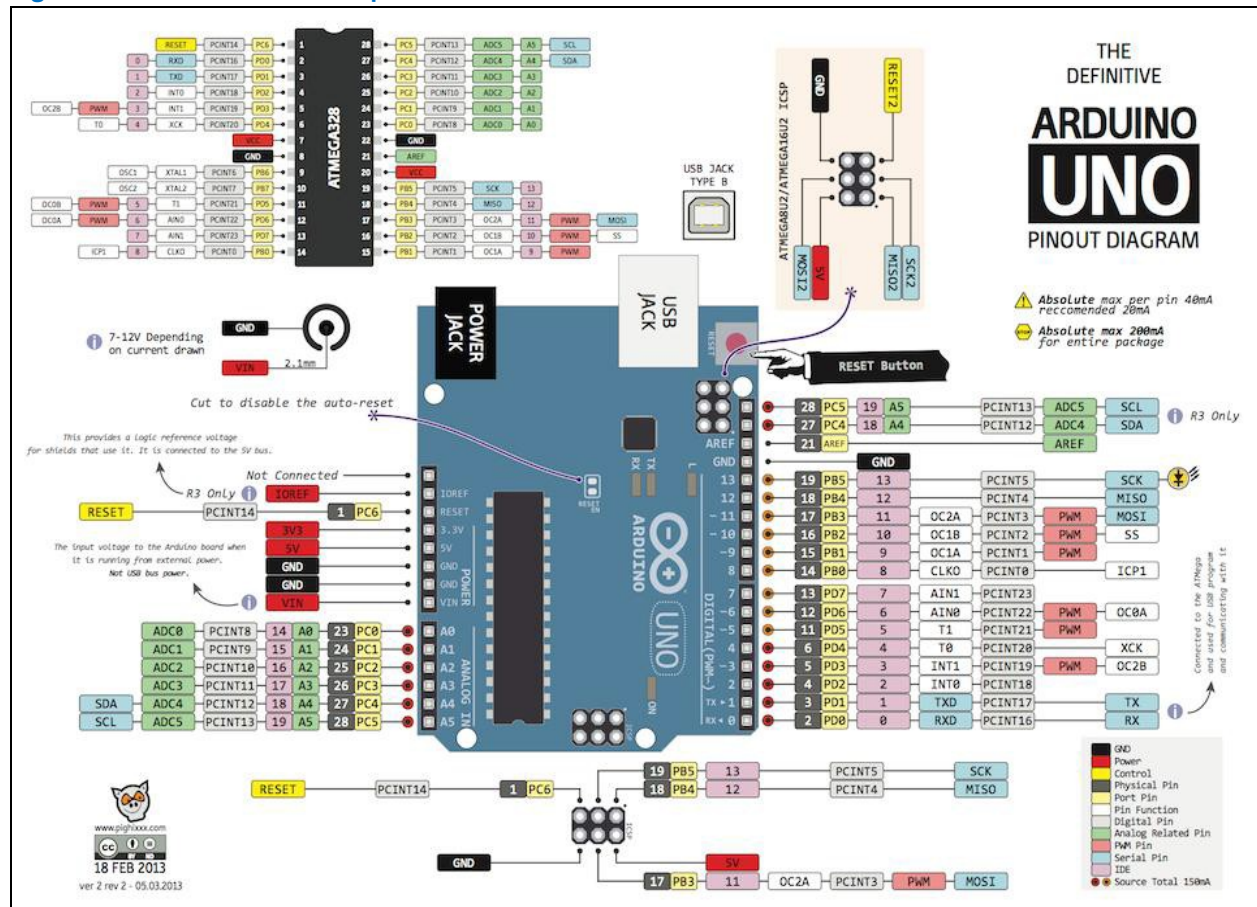 THE
DEFINITIVE
ARDUINO
UNO
PINOUT DIAGRAM
Absolute max per pin 40mA
reccomended 20mA
Absolute max 200mA
for entire package
ATMEGA328
RESET PCINT14 PC6 1
0 RXD PCINT16 PD0 2
1 TXD PCINT17 PD1 3
2 INT0 PCINT18 PD2 4
OC2B PWM 3 INT1 PCINT19 PD3 5
T0 4 XCK PCINT20 PD4 6
VCC 7
GND 8
OSC1 XTAL1 PCINT6 PB6 9
OSC2 XTAL2 PCINT7 PB7 10
OC0B PWM 5 T1 PCINT21 PD5 11
OC0A PWM 6 AIN0 PCINT22 PD6 12
7 AIN1 PCINT23 PD7 13
ICP1 8 CLKO PCINT0 PB0 14
28 PC5 PCINT13 ADC5 A5 SCL
27 PC4 PCINT12 ADC4 A4 SDA
26 PC3 PCINT11 ADC3 A3
25 PC2 PCINT10 ADC2 A2
24 PC1 PCINT9 ADC1 A1
23 PC0 PCINT8 ADC0 A0
22 GND
21 AREF
20 VCC
19 PB5 PCINT5 SCK 13
18 PB4 PCINT4 MISO 12
17 PB3 PCINT3 OC2A 11 PWM MOSI
16 PB2 PCINT2 OC1B 10 PWM SS
15 PB1 PCINT1 OC1A 9 PWM
USB JACK
TYPE B
ATMEGA8U2/ATMEGA16U2 ICSP
GND
RESET2
MOSI2
5V
MISO2
SCK2
7-12V Depending
on current drawn
GND
VIN
2.1mm
POWER
JACK
USB
JACK
RESET
RESET Button
Cut to disable the auto-reset
This provides a logic reference voltage
for shields that use it. It is connected to the 5V bus.
Not Connected
R3 Only IOREF
RESET PCINT14 1 PC6
3V3
5V
GND
GND
VIN
The input voltage to the Arduino board when
it is running from external power.
Not USB bus power.
ADC0 PCINT8 14 A0 23 PC0
ADC1 PCINT9 15 A1 24 PC1
ADC2 PCINT10 16 A2 25 PC2
ADC3 PCINT11 17 A3 26 PC3
SDA ADC4 PCINT12 18 A4 27 PC4
SCL ADC5 PCINT13 19 A5 28 PC5
IOREF
RESET
3.3V
5V
GND
GND
VIN
POWER
A0
A1
A2
A3
A4
A5
ANALOG IN
RESET
EN
RX
TX
L
ARDUINO
UNO
ON
ICSP
AREF
GND
13
12
~11
~10
~9
8
7
~6
~5
4
~3
2
TX 1
RX 0
DIGITAL(PWM~)
28 PC5 19 A5 PCINT13 ADC5 SCL R3 Only
27 PC4 18 A4 PCINT12 ADC4 SDA
21 AREF AREF
GND
19 PB5 13 PCINT5 SCK
18 PB4 12 PCINT4 MISO
17 PB3 11 OC2A PCINT3 PWM MOSI
16 PB2 10 OC1B PCINT2 PWM SS
15 PB1 9 OC1A PCINT1 PWM
14 PB0 8 CLKO PCINT0 ICP1
13 PD7 7 AIN1 PCINT23
12 PD6 6 AIN0 PCINT22 PWM OC0A
11 PD5 5 T1 PCINT21 PWM
6 PD4 4 T0 PCINT20 XCK
5 PD3 3 INT1 PCINT19 PWM OC2B
4 PD2 2 INT0 PCINT18
3 PD1 1 TXD PCINT17 TX
2 PD0 0 RXD PCINT16 RX
Connected to the ATMega
and used for USB program
and communicating with it
RESET PCINT14 1 PC6
19 PB5 13 PCINT5 SCK
18 PB4 12 PCINT4 MISO
ICSP
GND
5V
17 PB3 11 OC2A PCINT3 PWM MOSI
GND
Power
Control
Physical Pin
Port Pin
Pin Function
Digital Pin
Analog Related Pin
PWM Pin
Serial Pin
IDE
Source Total 150mA
www.pighixxx.com
cc
BY ND
18 FEB 2013
ver 2 rev 2 - 05.03.2013